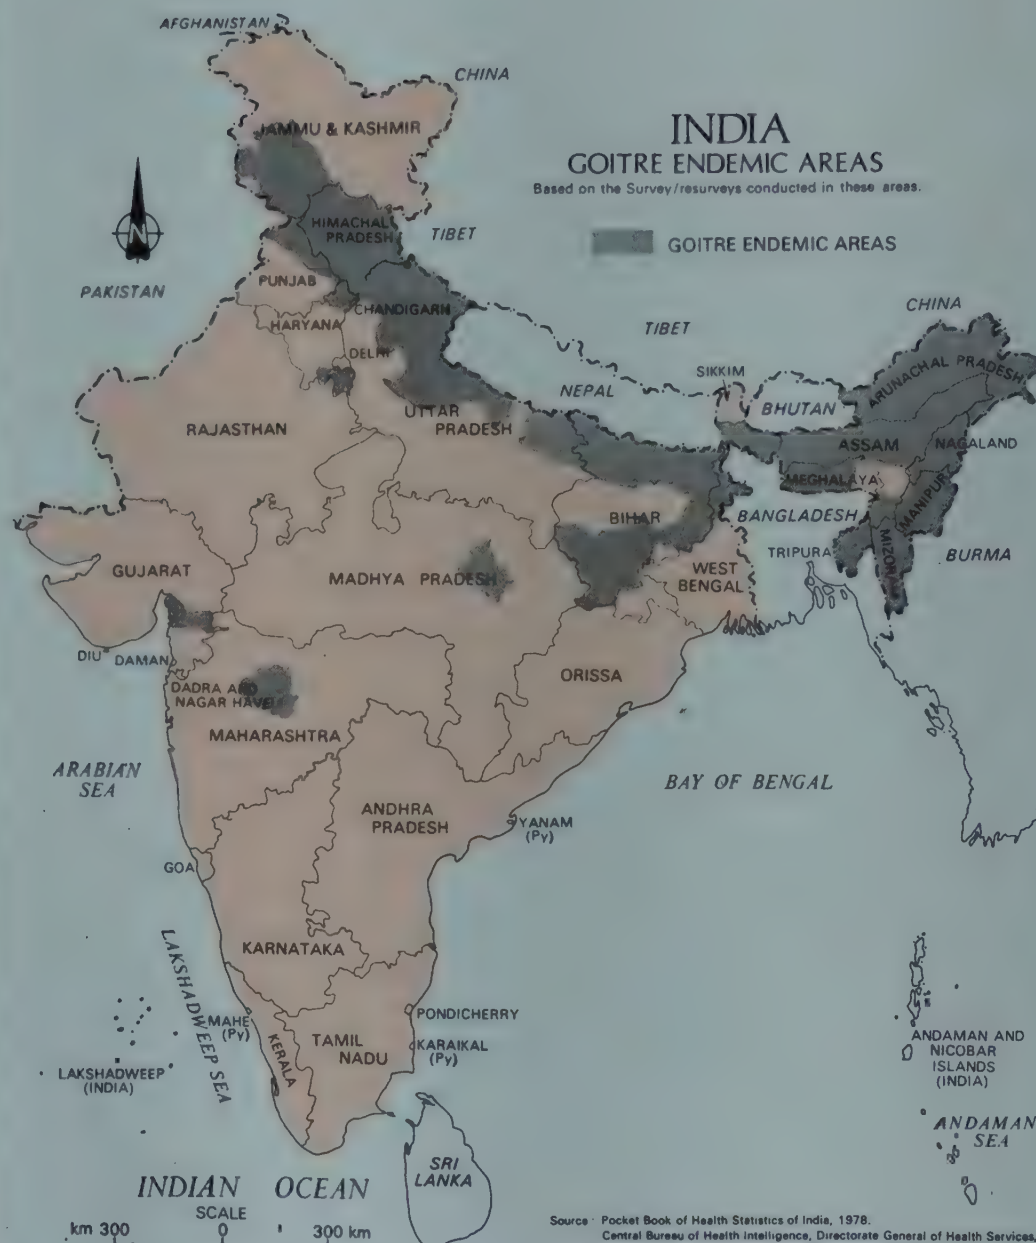 AFGHANISTAN
CHINA
JAMMU & KASHMIR
INDIA
GOITRE ENDEMIC AREAS
Based on the Survey/resurveys conducted in these areas.
GOITRE ENDEMIC AREAS
N
HIMACHAL
PRADESH
TIBET
PAKISTAN
PUNJAB
CHANDIGARH
HARYANA
DELHI
TIBET
CHINA
SIKKIM
NEPAL
BHUTAN
ARUNACHAL PRADESH
RAJASTHAN
UTTAR
PRADESH
ASSAM
NAGALAND
MEGHALAYA
MANIPUR
BIHAR
BANGLADESH
TRIPURA
MIZORAM
BURMA
GUJARAT
MADHYA PRADESH
WEST
BENGAL
DIU
DAMAN
DADRA AND
NAGAR HAVELI
ORISSA
MAHARASHTRA
ARABIAN
SEA
BAY OF BENGAL
ANDHRA
PRADESH
YANAM
(Py)
GOA
KARNATAKA
LAKSHADWEEP SEA
MAHE
(Py)
PONDICHERRY
TAMIL
NADU
KARAIKAL
(Py)
KERALA
LAKSHADWEEP
(INDIA)
ANDAMAN AND
NICOBAR
ISLANDS
(INDIA)
ANDAMAN
SEA
SRI
LANKA
INDIAN OCEAN
SCALE
km 300 0 300 km
Source : Pocket Book of Health Statistics of India, 1978.
Central Bureau of Health Intelligence, Directorate General of Health Services.